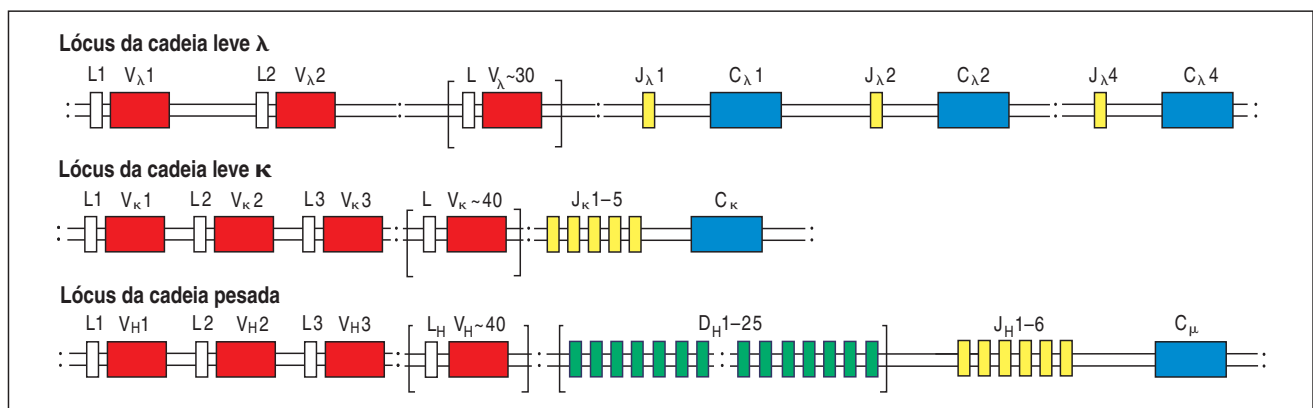 Lócus da cadeia leve λ
L1 Vλ1 L2 Vλ2 L Vλ~30 Jλ1 Cλ1 Jλ2 Cλ2 Jλ4 Cλ4
Lócus da cadeia leve κ
L1 Vκ1 L2 Vκ2 L3 Vκ3 L Vκ~40 Jκ1–5 Cκ
Lócus da cadeia pesada
L1 VH1 L2 VH2 L3 VH3 LH VH~40 DH1–25 JH1–6 Cμ